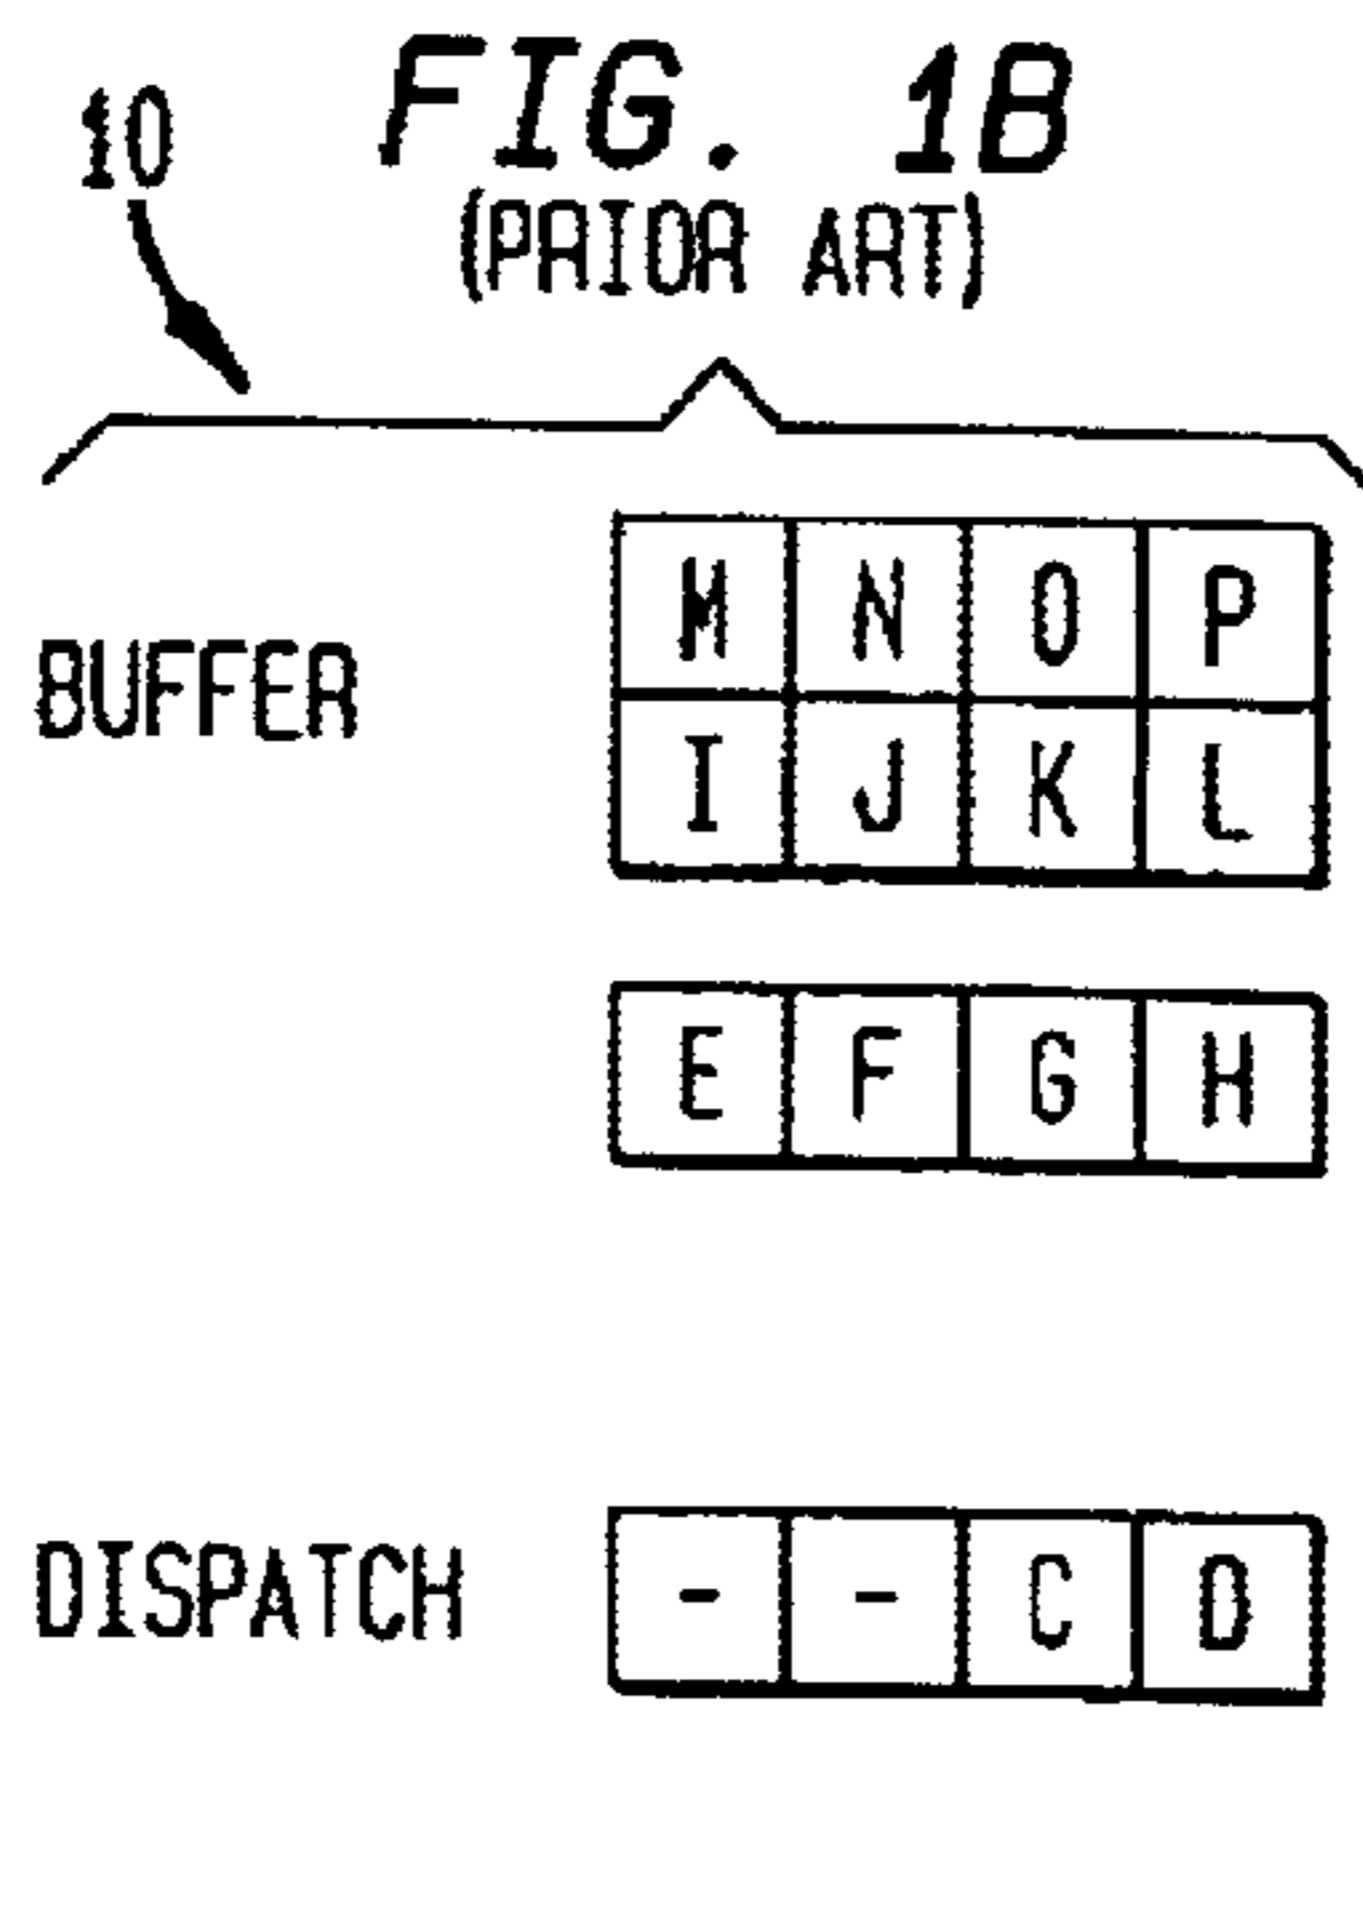 FIG. 1B
10
(PRIOR ART)
M N O P
BUFFER
I J K L
E F G H
DISPATCH - - C D